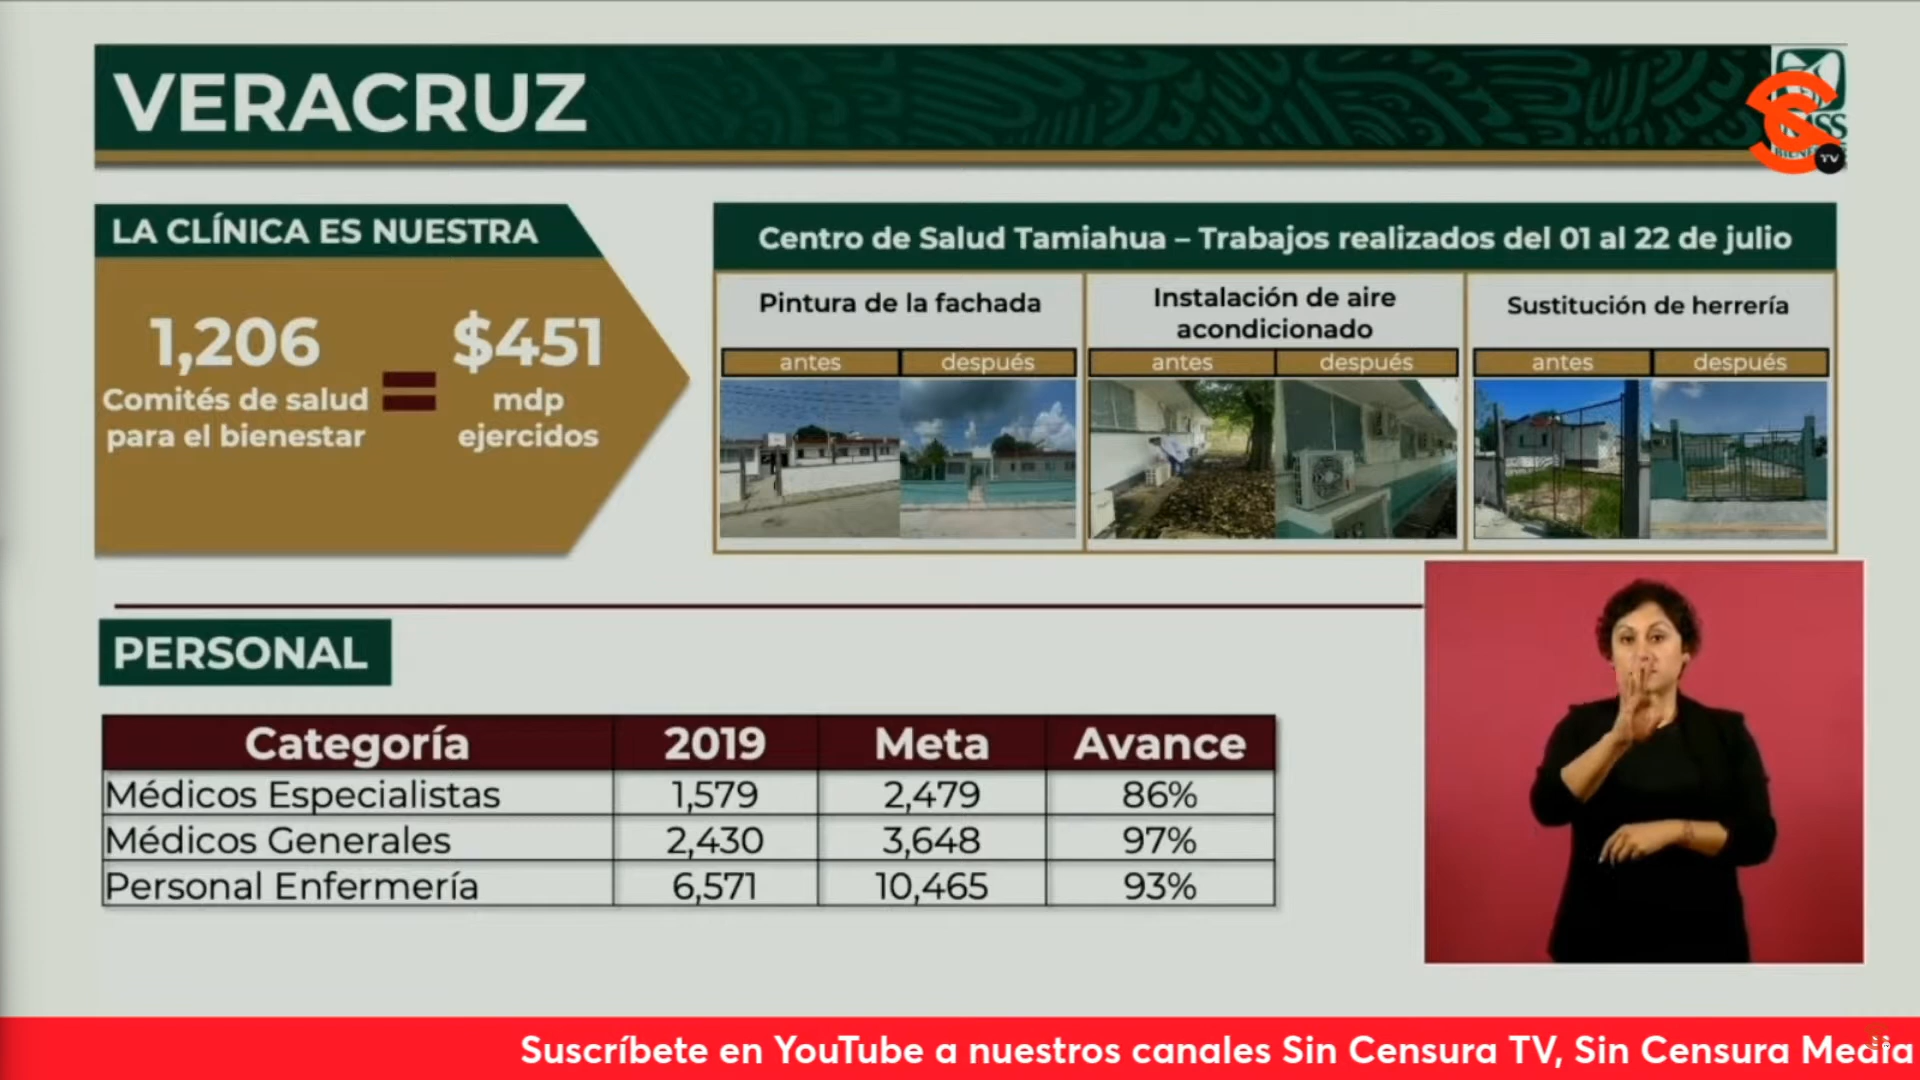 VERACRUZ
TV
LA CLÍNICA ES NUESTRA
1,206
Comités de salud
para el bienestar
=
$451
mdp
ejercidos
Centro de Salud Tamiahua – Trabajos realizados del 01 al 22 de julio
Pintura de la fachada
antes después
Instalación de aire
acondicionado
antes después
Sustitución de herrería
antes después
PERSONAL
Categoría 2019 Meta Avance
Médicos Especialistas 1,579 2,479 86%
Médicos Generales 2,430 3,648 97%
Personal Enfermería 6,571 10,465 93%
Suscríbete en YouTube a nuestros canales Sin Censura TV, Sin Censura Media